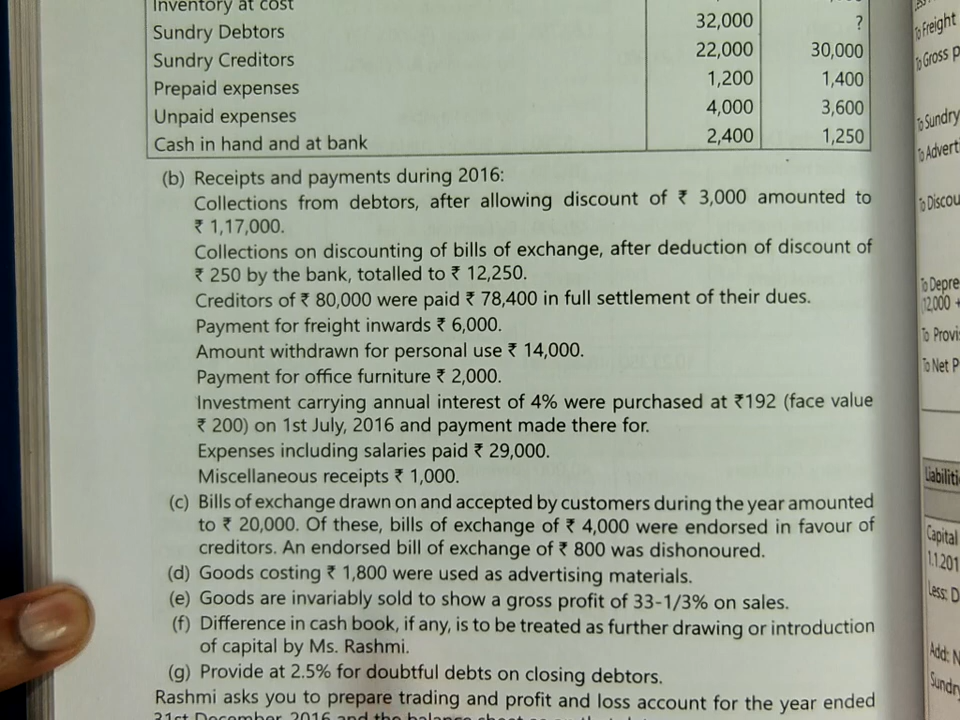 Inventory at cost
Sundry Debtors 32,000 ?
Sundry Creditors 22,000 30,000
Prepaid expenses 1,200 1,400
Unpaid expenses 4,000 3,600
Cash in hand and at bank 2,400 1,250
(b) Receipts and payments during 2016:
Collections from debtors, after allowing discount of ₹ 3,000 amounted to
₹ 1,17,000.
Collections on discounting of bills of exchange, after deduction of discount of
₹ 250 by the bank, totalled to ₹ 12,250.
Creditors of ₹ 80,000 were paid ₹ 78,400 in full settlement of their dues.
Payment for freight inwards ₹ 6,000.
Amount withdrawn for personal use ₹ 14,000.
Payment for office furniture ₹ 2,000.
Investment carrying annual interest of 4% were purchased at ₹192 (face value
₹ 200) on 1st July, 2016 and payment made there for.
Expenses including salaries paid ₹ 29,000.
Miscellaneous receipts ₹ 1,000.
(c) Bills of exchange drawn on and accepted by customers during the year amounted
to ₹ 20,000. Of these, bills of exchange of ₹ 4,000 were endorsed in favour of
creditors. An endorsed bill of exchange of ₹ 800 was dishonoured.
(d) Goods costing ₹ 1,800 were used as advertising materials.
(e) Goods are invariably sold to show a gross profit of 33-1/3% on sales.
(f) Difference in cash book, if any, is to be treated as further drawing or introduction
of capital by Ms. Rashmi.
(g) Provide at 2.5% for doubtful debts on closing debtors.
Rashmi asks you to prepare trading and profit and loss account for the year ended
31st December, 2016 and the balance sheet
To Freight
To Gross p
To Sundry
To Advert
To Discou
To Depre
(12,000 +
To Provi
To Net P
Liabiliti
Capital
1.1.201
Less: D
Add: N
Sundry